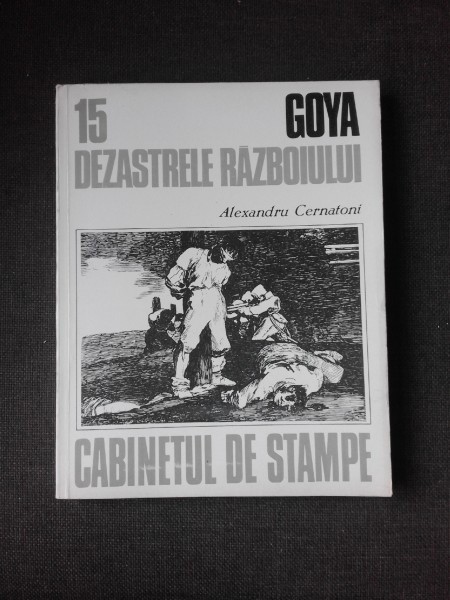 15 GOYA
DEZASTRELE RĂZBOIULUI
Alexandru Cernatoni
CABINETUL DE STAMPE